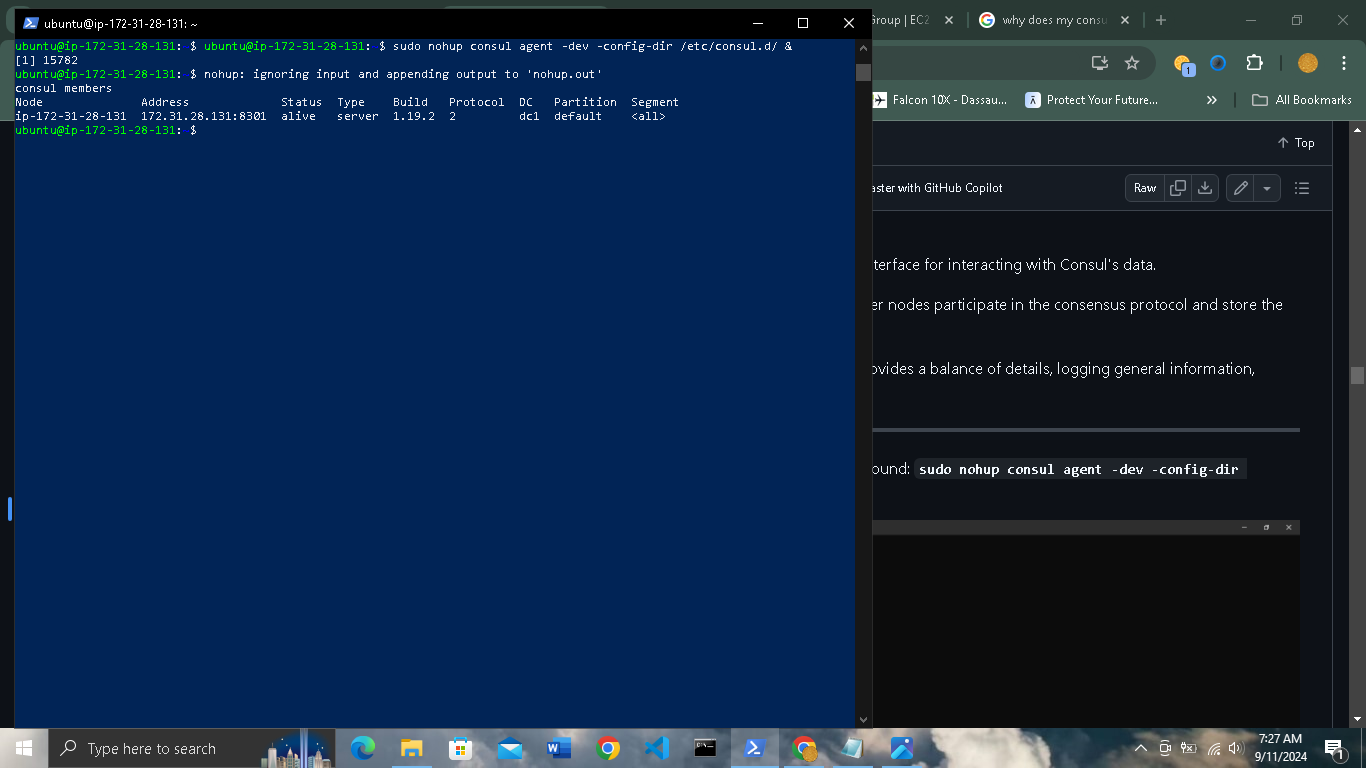 ubuntu@ip-172-31-28-131: ~
ubuntu@ip-172-31-28-131:~$ ubuntu@ip-172-31-28-131:~$ sudo nohup consul agent -dev -config-dir /etc/consul.d/ &
[1] 15782
ubuntu@ip-172-31-28-131:~$ nohup: ignoring input and appending output to 'nohup.out'
consul members
Node Address Status Type Build Protocol DC Partition Segment
ip-172-31-28-131 172.31.28.131:8301 alive server 1.19.2 2 dc1 default <all>
ubuntu@ip-172-31-28-131:~$
Group | EC2
why does my consu
1
Falcon 10X - Dassau...
Protect Your Future...
»
All Bookmarks
Top
aster with GitHub Copilot
Raw
terface for interacting with Consul's data.
er nodes participate in the consensus protocol and store the
ovides a balance of details, logging general information,
ound: sudo nohup consul agent -dev -config-dir
Type here to search
7:27 AM
9/11/2024
1